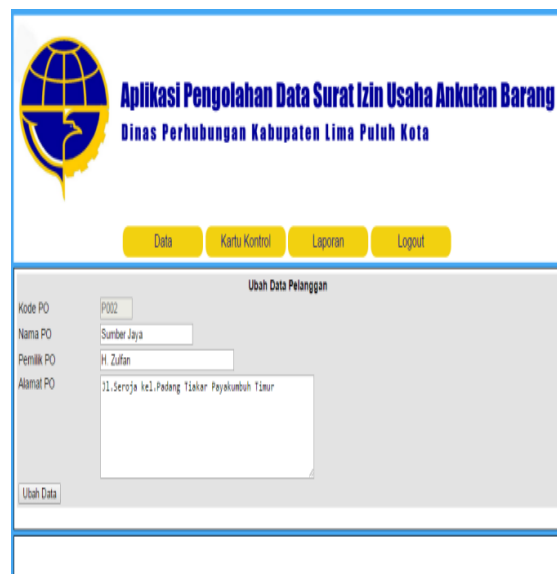 Aplikasi Pengolahan Data Surat Izin Usaha Ankutan Barang
Dinas Perhubungan Kabupaten Lima Puluh Kota
Data Kartu Kontrol Laporan Logout
Ubah Data Pelanggan
Kode PO P002
Nama PO Sumber Jaya
Pemilik PO H. Zulfan
Alamat PO Jl.Seroja kel.Padang Tiakar Payakumbuh Timur
Ubah Data